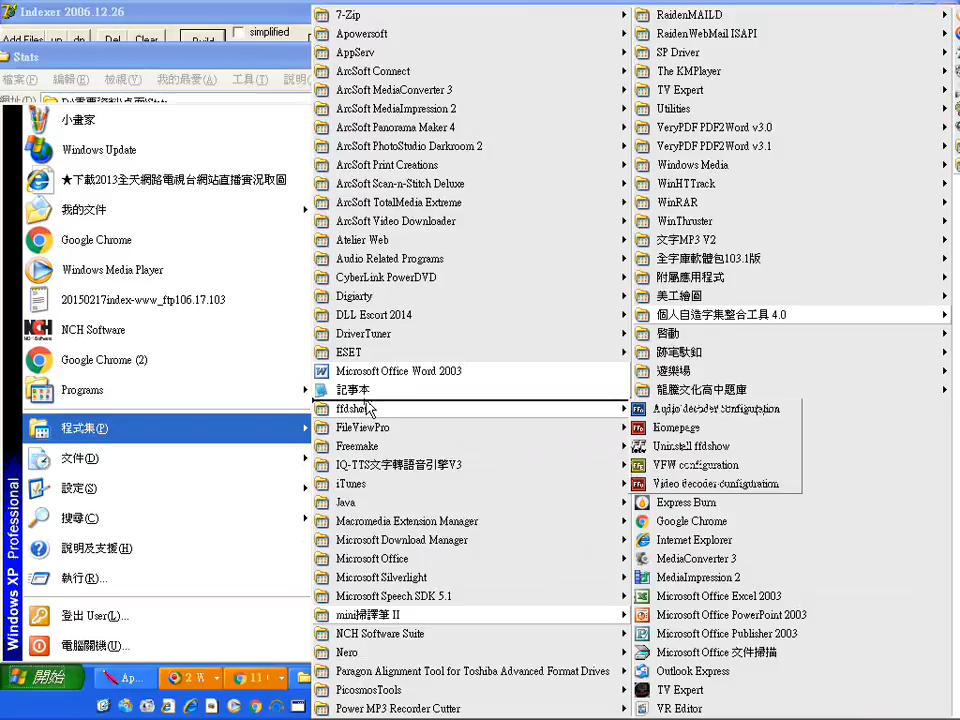 Indexer 2006.12.26
Add Files up dn Del Clear Build simplified
Stats
檔案(F) 編輯(E) 檢視(V) 我的最愛(A) 工具(T) 說明(
小畫家
Windows Update
★下載2013全天網路電視台網站直播實況取圖
我的文件
Google Chrome
Windows Media Player
20150217index-www_ftp106.17.103
NCH Software
Google Chrome (2)
Programs
程式集(P)
文件(D)
設定(S)
搜尋(C)
說明及支援(H)
執行(R)...
登出 User(L)...
電腦關機(U)...
Windows XP Professional
7-Zip
Apowersoft
AppServ
ArcSoft Connect
ArcSoft MediaConverter 3
ArcSoft MediaImpression 2
ArcSoft Panorama Maker 4
ArcSoft PhotoStudio Darkroom 2
ArcSoft Print Creations
ArcSoft Scan-n-Stitch Deluxe
ArcSoft TotalMedia Extreme
ArcSoft Video Downloader
Atelier Web
Audio Related Programs
CyberLink PowerDVD
Digiarty
DLL Escort 2014
DriverTuner
ESET
Microsoft Office Word 2003
記事本
FileViewPro
Freemake
IQ-TTS文字轉語音引擎V3
iTunes
Java
Macromedia Extension Manager
Microsoft Download Manager
Microsoft Office
Microsoft Silverlight
Microsoft Speech SDK 5.1
mini掃譯筆 II
NCH Software Suite
Nero
Paragon Alignment Tool for Toshiba Advanced Format Drives
PicosmosTools
Power MP3 Recorder Cutter
RaidenMAILD
RaidenWebMail ISAPI
SP Driver
The KMPlayer
TV Expert
Utilities
VeryPDF PDF2Word v3.0
VeryPDF PDF2Word v3.1
Windows Media
WinHTTrack
WinRAR
WinThruster
文字MP3 V2
全字庫軟體包103.1版
附屬應用程式
美工繪圖
個人自造字集整合工具 4.0
啟動
遊樂場
龍騰文化高中題庫
Audio decoder configuration
Homepage
Uninstall ffdshow
VFW configuration
Video decoder configuration
Express Burn
Google Chrome
Internet Explorer
MediaConverter 3
MediaImpression 2
Microsoft Office Excel 2003
Microsoft Office PowerPoint 2003
Microsoft Office Publisher 2003
Microsoft Office 文件掃描
Outlook Express
TV Expert
VR Editor
開始 Ap... 2 W 11